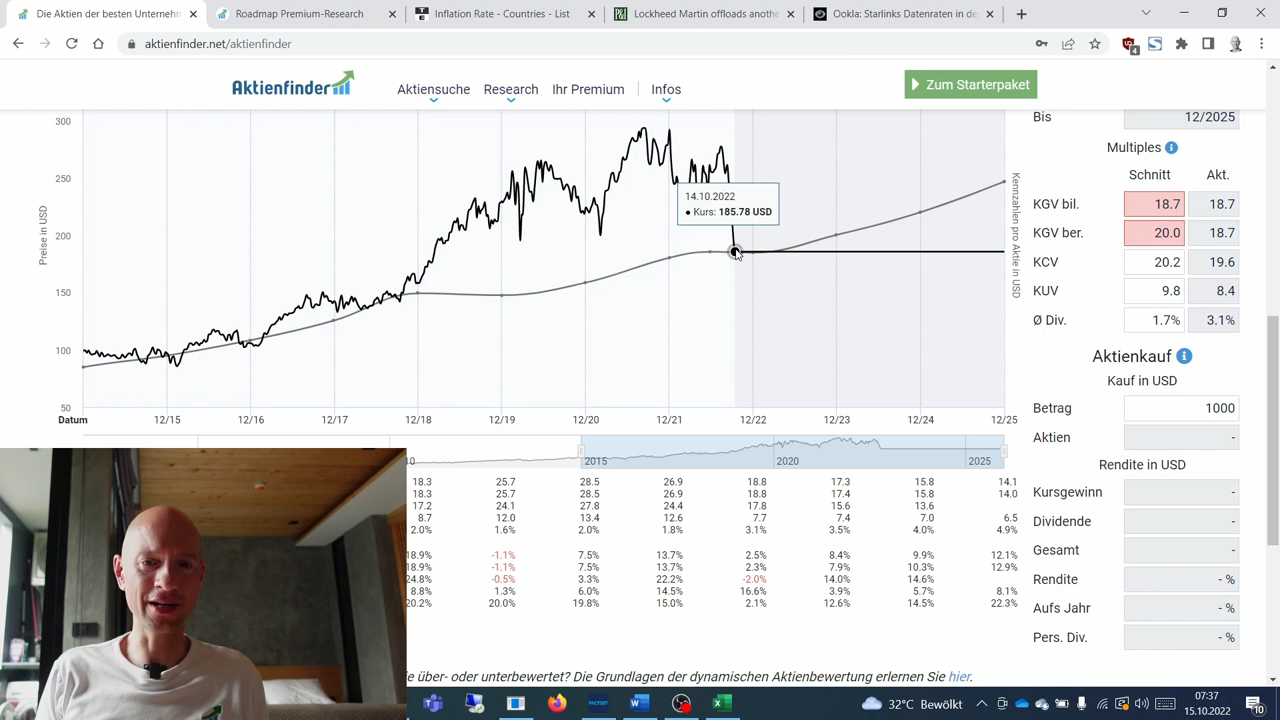 Die Aktien der besten Unternehm
Roadmap Premium-Research
Inflation Rate - Countries - List
Lockheed Martin offloads anothe
Ookla: Starlinks Datenraten in de
aktienfinder.net/aktienfinder
4
Aktienfinder
Aktiensuche
Research
Ihr Premium
Infos
Zum Starterpaket
Bis 12/2025
Multiples
Schnitt Akt.
KGV bil. 18.7 18.7
KGV ber. 20.0 18.7
KCV 20.2 19.6
KUV 9.8 8.4
Ø Div. 1.7% 3.1%
Aktienkauf
Kauf in USD
Betrag 1000
Aktien -
Rendite in USD
Kursgewinn -
Dividende -
Gesamt -
Rendite - %
Aufs Jahr - %
Pers. Div. - %
Preise in USD
300
250
200
150
100
50
Kennzahlen pro Aktie in USD
14.10.2022
● Kurs: 185.78 USD
Datum 12/15 12/16 12/17 12/18 12/19 12/20 12/21 12/22 12/23 12/24 12/25
10 2015 2020 2025
18.3 25.7 28.5 26.9 18.8 17.3 15.8 14.1
18.3 25.7 28.5 26.9 18.8 17.4 15.8 14.0
17.2 24.1 27.8 24.4 17.8 15.6 13.6
8.7 12.0 13.4 12.6 7.7 7.4 7.0 6.5
2.0% 1.6% 2.0% 1.8% 3.1% 3.5% 4.0% 4.9%
18.9% -1.1% 7.5% 13.7% 2.5% 8.4% 9.9% 12.1%
18.9% -1.1% 7.5% 13.7% 2.3% 7.9% 10.3% 12.9%
24.8% -0.5% 3.3% 22.2% -2.0% 14.0% 14.6%
8.8% 1.3% 6.0% 14.5% 16.6% 3.9% 5.7% 8.1%
20.2% 20.0% 19.8% 15.0% 2.1% 12.6% 14.5% 22.3%
ie über- oder unterbewertet? Die Grundlagen der dynamischen Aktienbewertung erlernen Sie hier.
FACTSET
32°C Bewölkt
07:37
15.10.2022
10